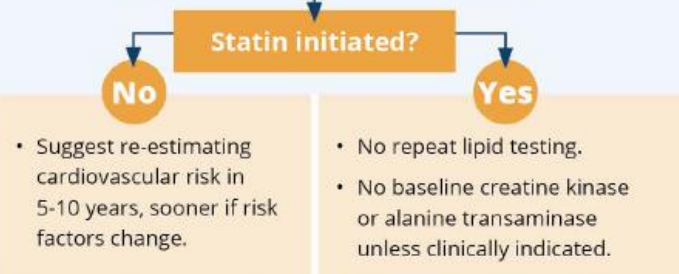 Statin initiated?
No
Yes
• Suggest re-estimating
cardiovascular risk in
5-10 years, sooner if risk
factors change.
• No repeat lipid testing.
• No baseline creatine kinase
or alanine transaminase
unless clinically indicated.